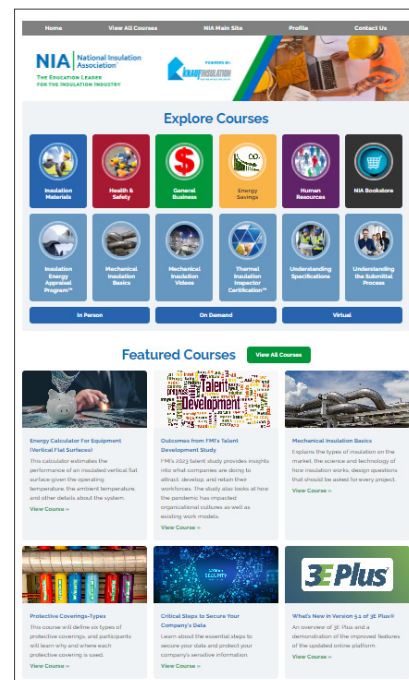 Home View All Courses NIA Main Site Profile Contact Us
NIA National Insulation
Association
THE EDUCATION LEADER
FOR THE INSULATION INDUSTRY
POWERED BY:
KNAUF INSULATION
Explore Courses
Insulation
Materials
Health &
Safety
General
Business
Energy
Savings
Human
Resources
NIA Bookstore
Insulation
Energy
Appraisal
Program™
Mechanical
Insulation
Basics
Mechanical
Insulation
Videos
Thermal
Insulation
Inspector
Certification™
Understanding
Specifications
Understanding
the Submittal
Process
In Person On Demand Virtual
Featured Courses View All Courses
Talent
Development
Energy Calculator For Equipment
(Vertical Flat Surfaces)
This calculator estimates the
performance of an insulated vertical flat
surface given the operating
temperature, the ambient temperature,
and other details about the system.
View Course »
Outcomes from FMI's Talent
Development Study
FMI's 2023 talent study provides insights
into what companies are doing to
attract, develop, and retain their
workforces. The study also looks at how
the pandemic has impacted
organizational cultures as well as
existing work models.
View Course »
Mechanical Insulation Basics
Explains the types of insulation on the
market, the science and technology of
how insulation works, design questions
that should be asked for every project.
View Course »
SECURITY
3E Plus
Protective Coverings-Types
This course will define six types of
protective coverings, and participants
will learn why and where each
protective covering is used.
View Course »
Critical Steps to Secure Your
Company's Data
Learn about the essential steps to
secure your data and protect your
company's sensitive information.
View Course »
What's New in Version 5.1 of 3E Plus®
An overview of 3E Plus and a
demonstration of the improved features
of the updated online platform.
View Course »